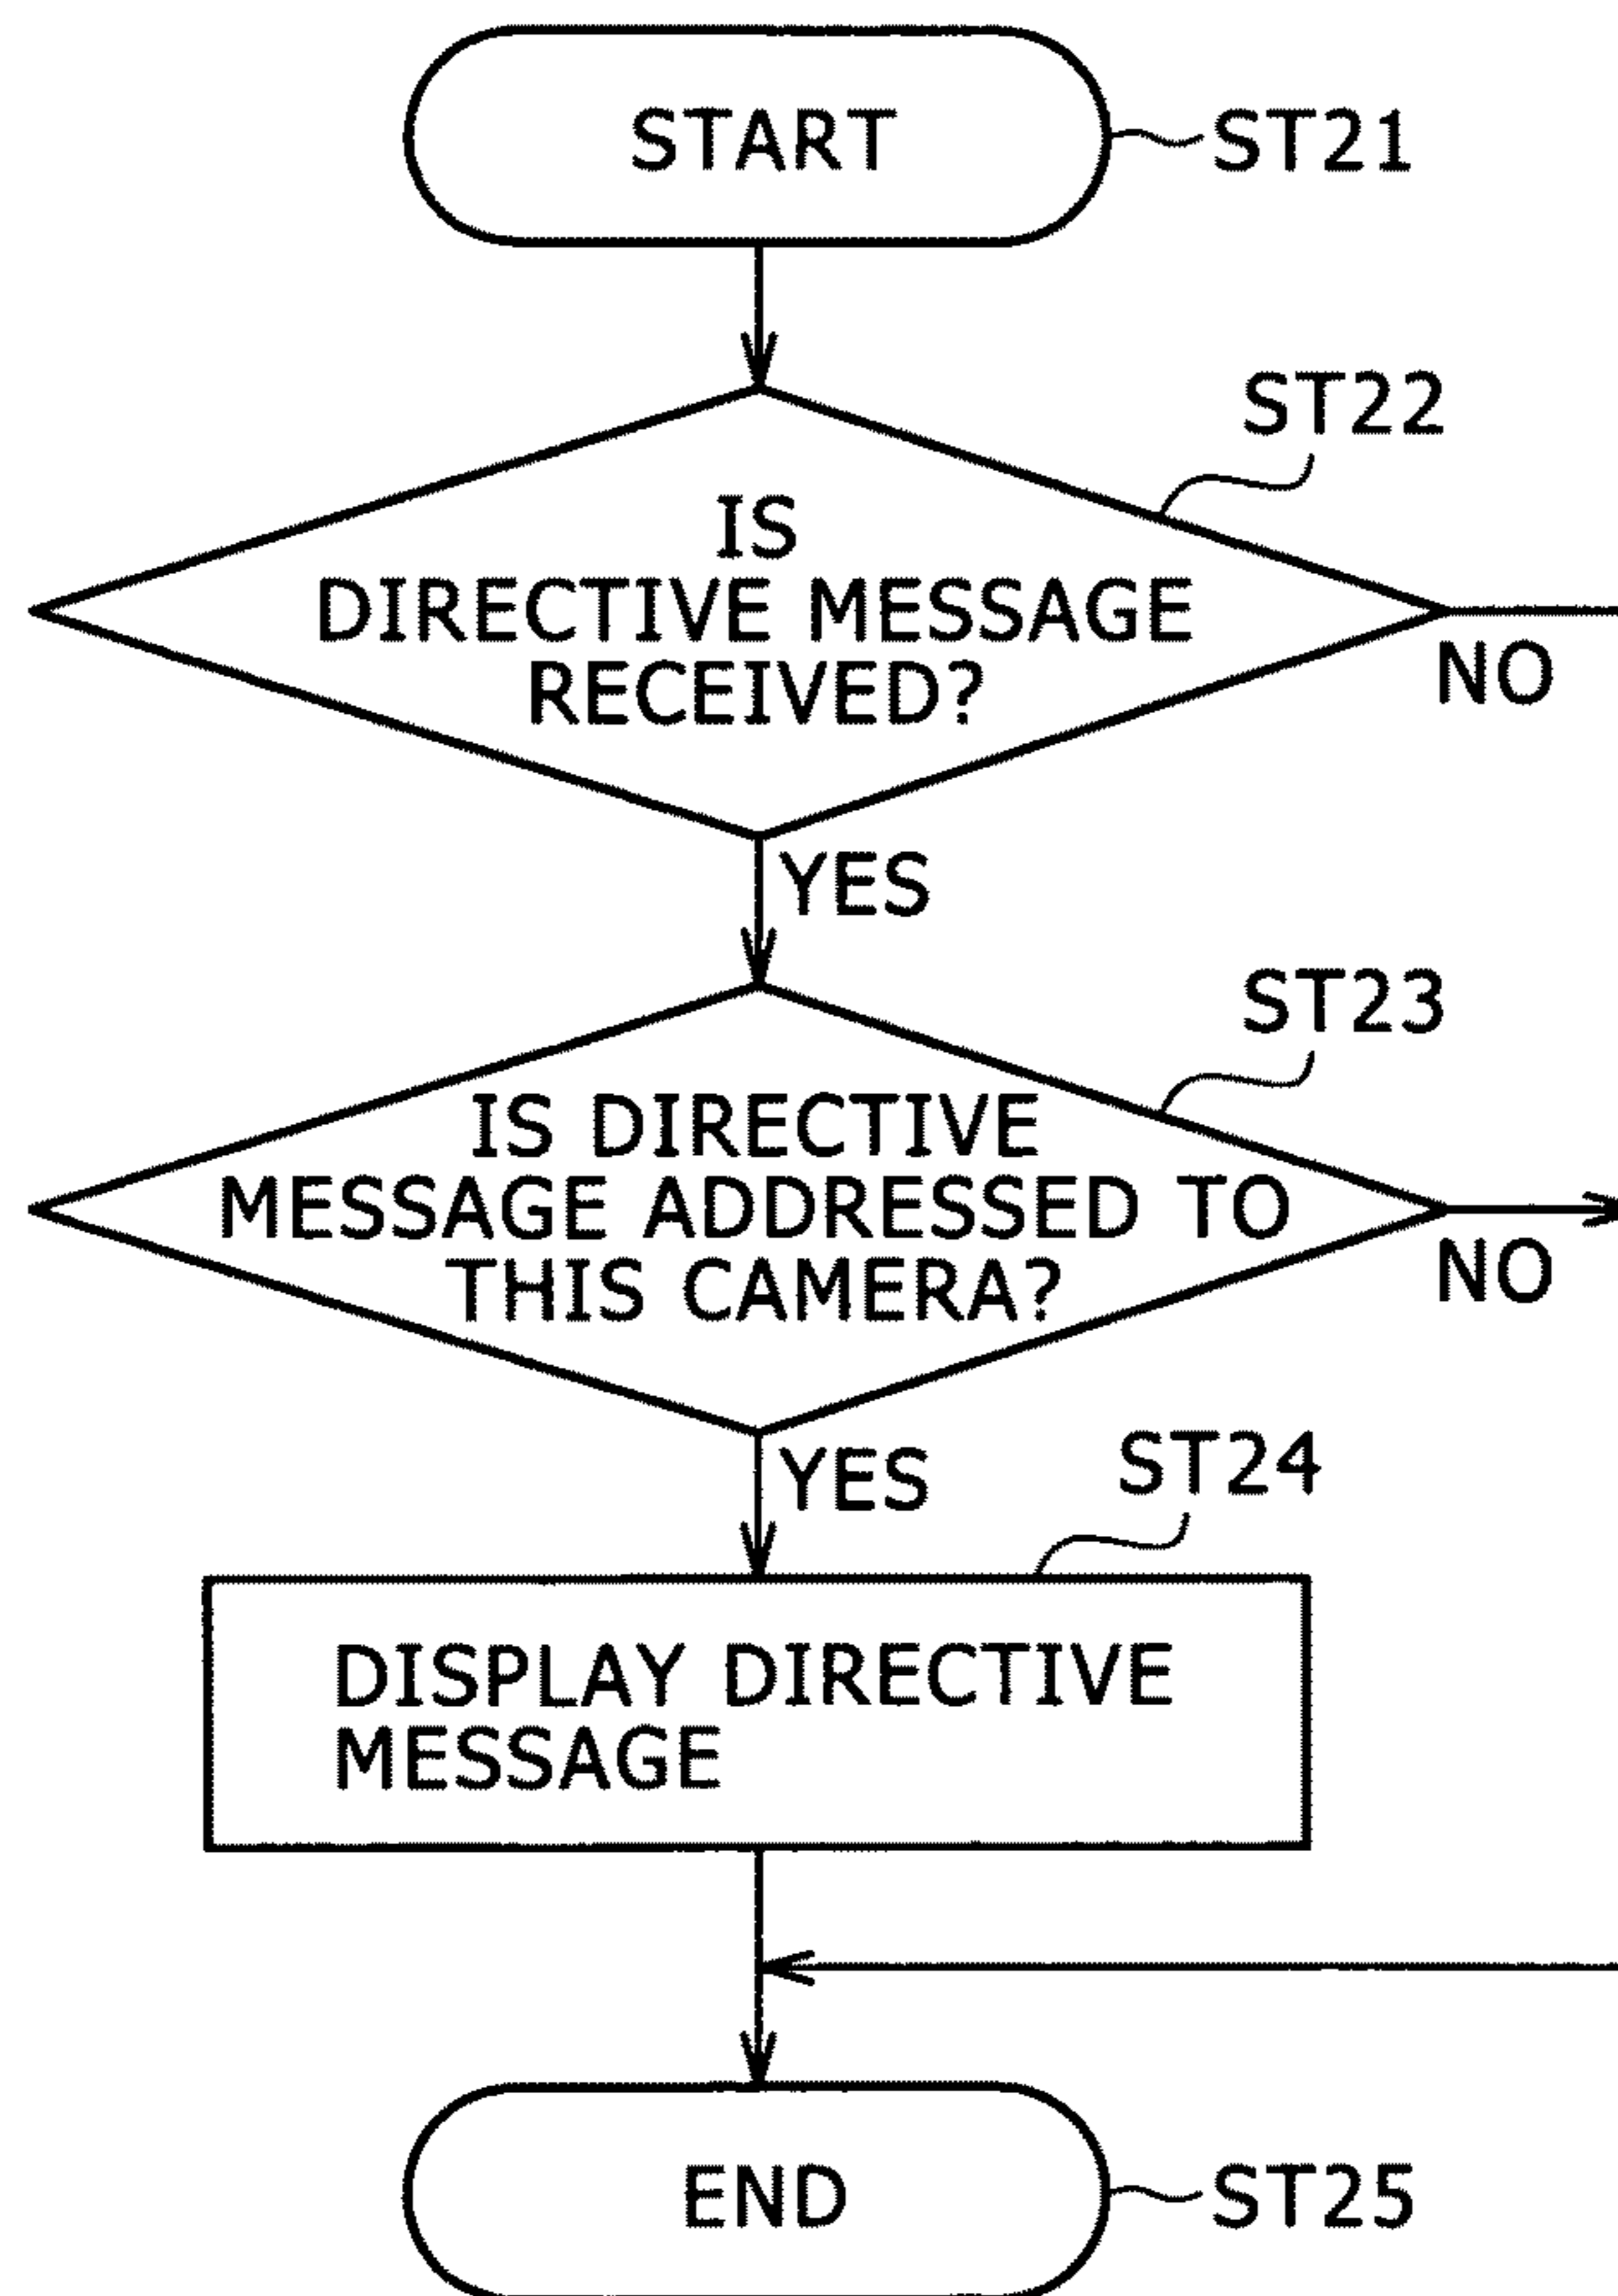 START
ST21
ST22
IS
DIRECTIVE MESSAGE
RECEIVED?
NO
YES
ST23
IS DIRECTIVE
MESSAGE ADDRESSED TO
THIS CAMERA?
NO
YES
ST24
DISPLAY DIRECTIVE
MESSAGE
END
ST25